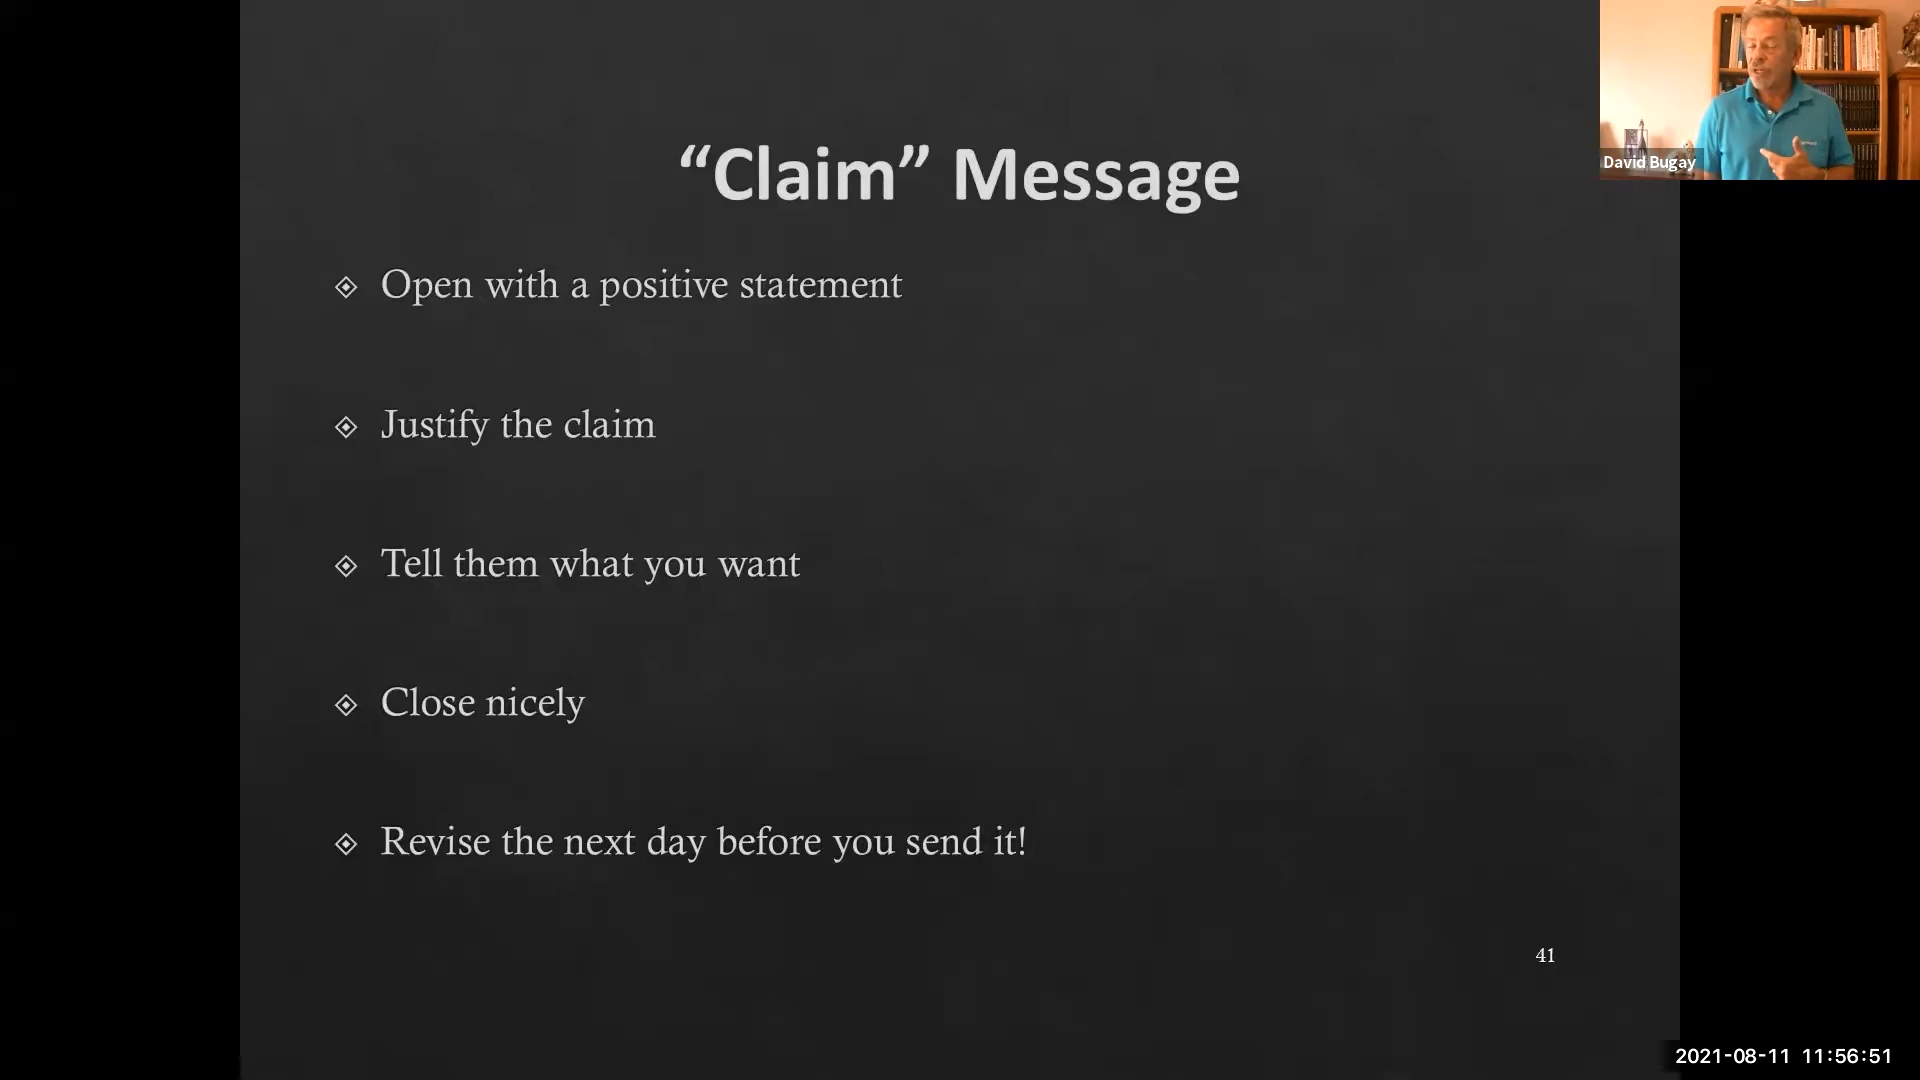 “Claim” Message
Open with a positive statement
Justify the claim
Tell them what you want
Close nicely
Revise the next day before you send it!
41
David Bugay
2021-08-11 11:56:51